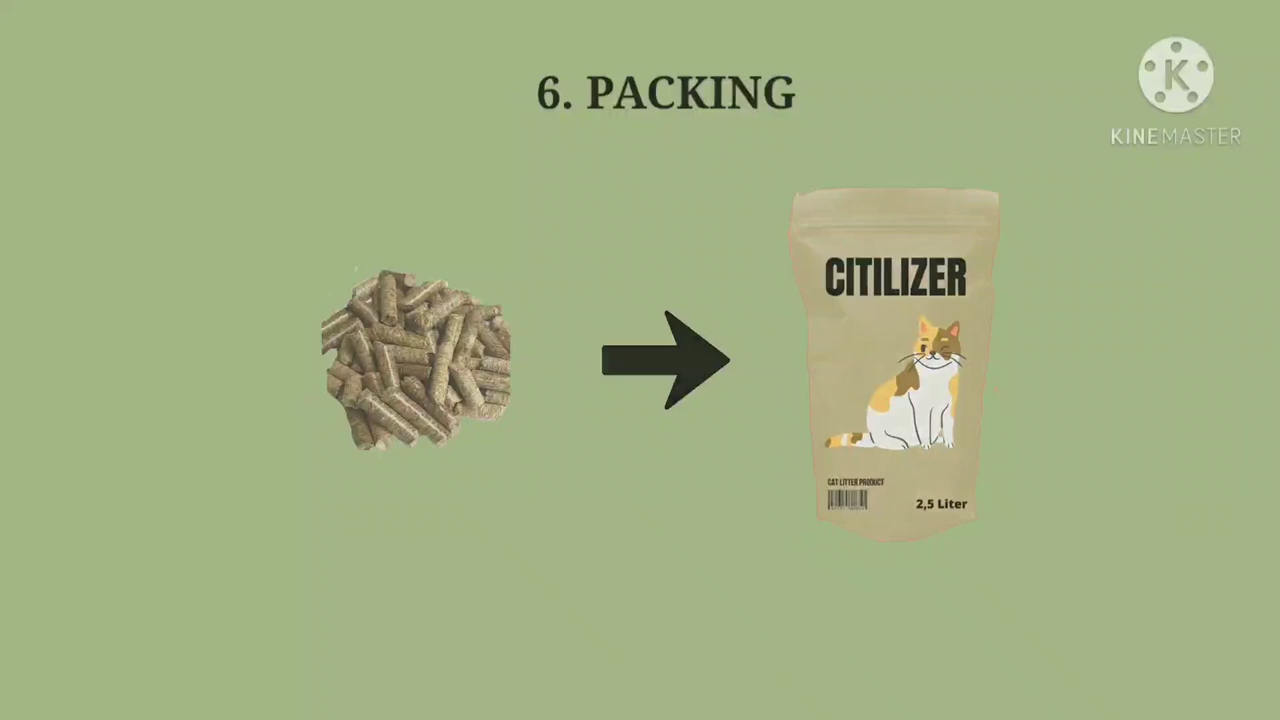 6. PACKING
K
KINEMASTER
CITILIZER
CAT LITTER PRODUCT
2,5 Liter